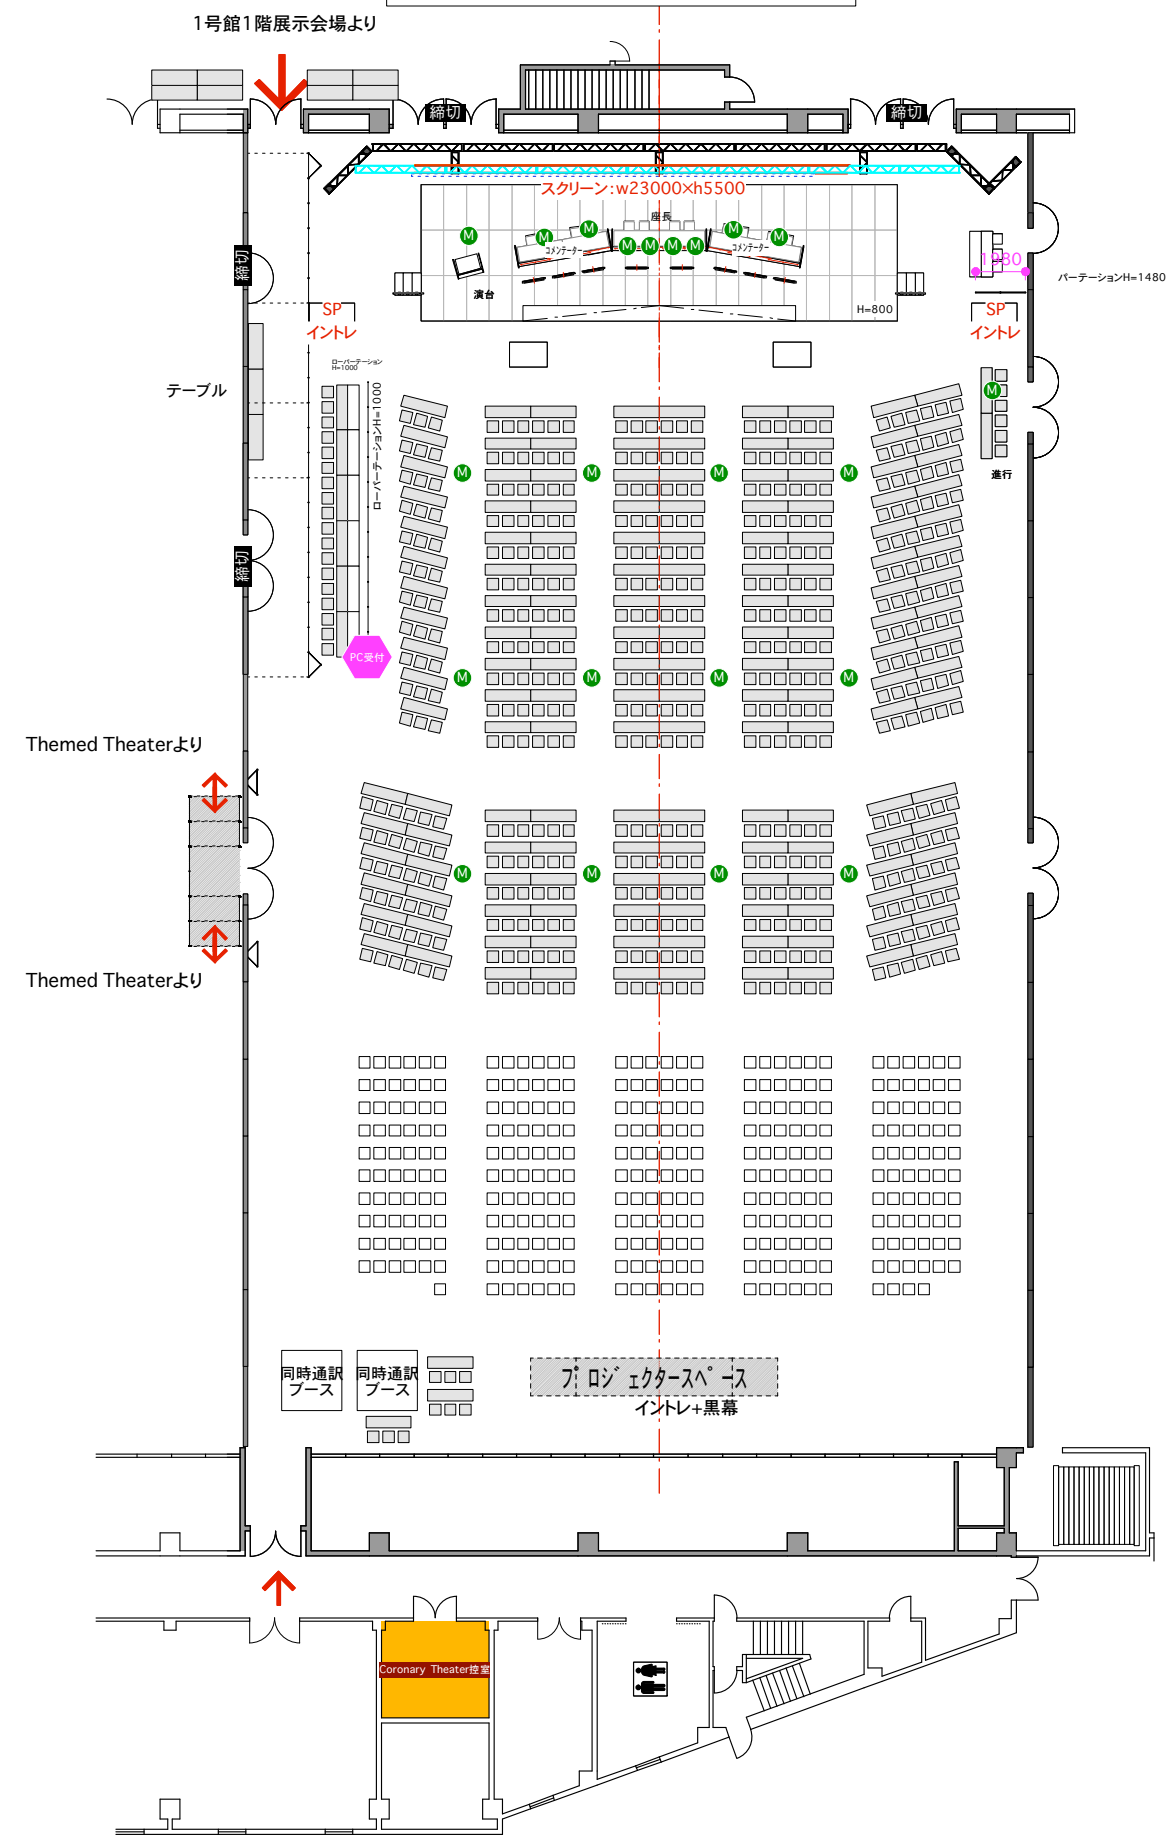 1号館1階展示会場より
締切
締切
スクリーン:w23000×h5500
座長
M
M
M
M
M
コメンテーター
M
M
M
M
コメンテーター
締切
演台
H=800
1980
パーテーションH=1480
SP
イントレ
SP
イントレ
ローパーテーション
H=1000
テーブル
ローパーテーションH=1000
M
進行
M
M
M
M
締切
PC受付
M
M
M
M
Themed Theaterより
M
M
M
M
Themed Theaterより
同時通訳
ブース
同時通訳
ブース
プロジェクタースペース
イントレ+黒幕
Coronary Theater控室